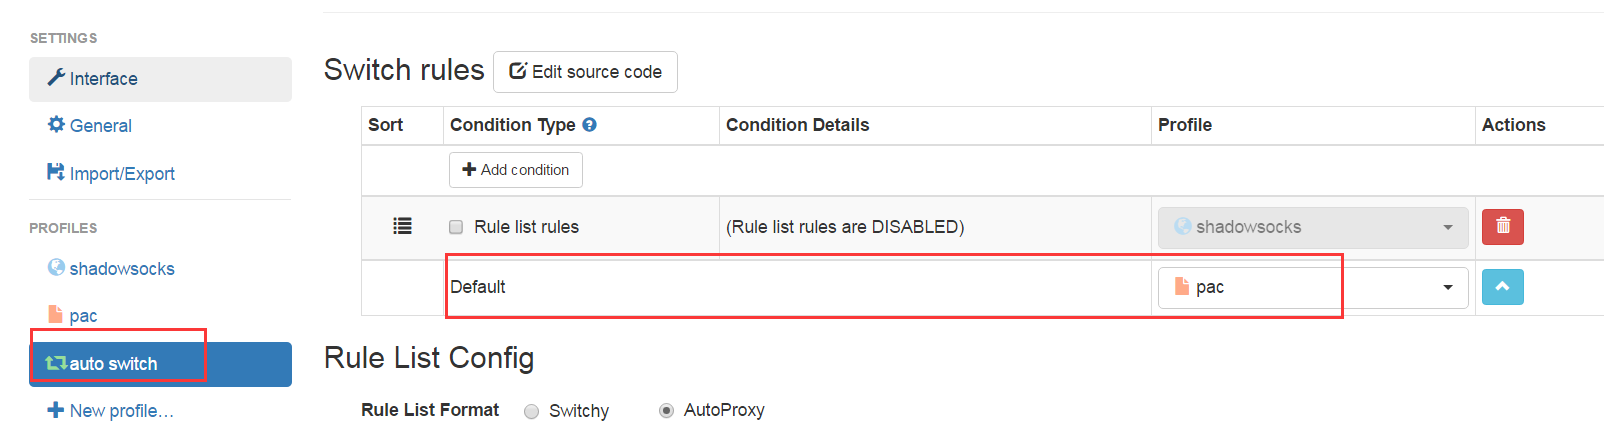 SETTINGS
Interface
General
Import/Export
PROFILES
shadowsocks
pac
auto switch
New profile...
Switch rules Edit source code
Sort Condition Type Condition Details Profile Actions
Add condition
Rule list rules (Rule list rules are DISABLED) shadowsocks
Default pac
Rule List Config
Rule List Format Switchy AutoProxy